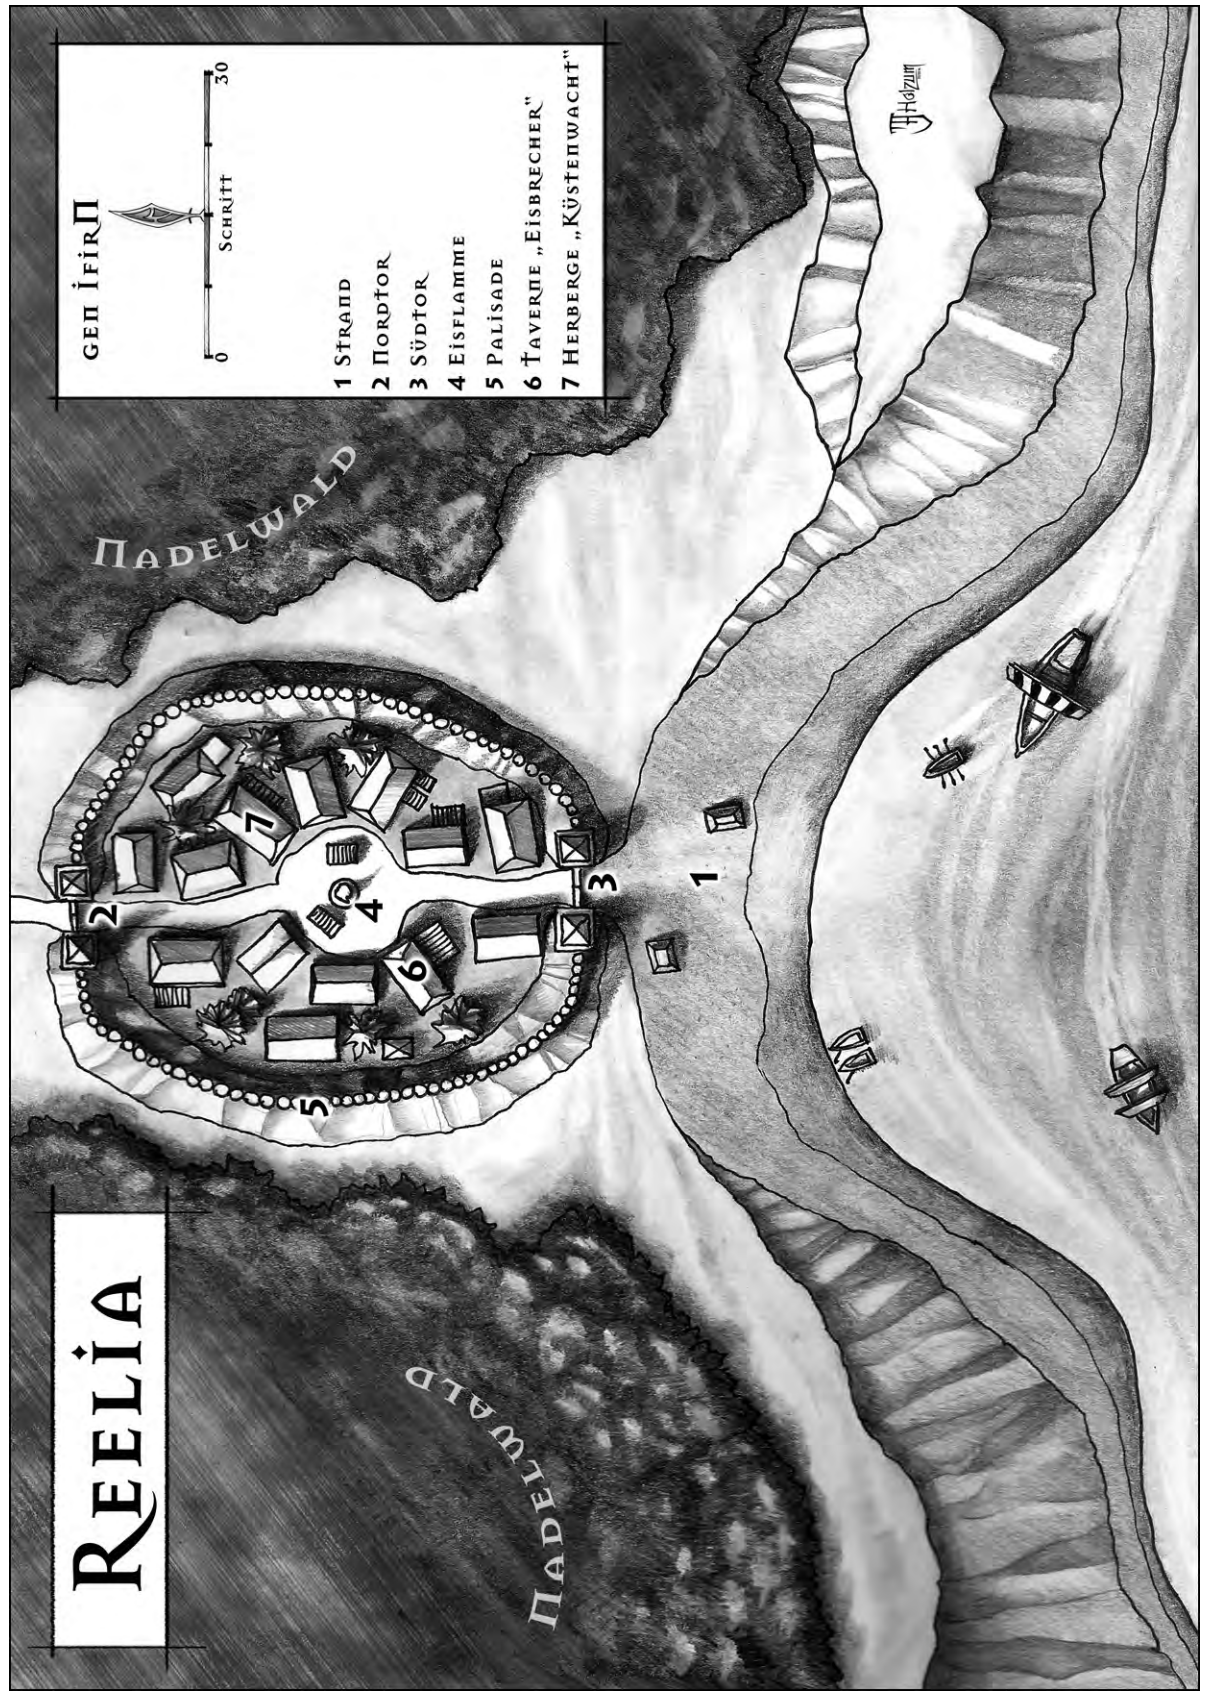 REELIA
GEN IFIRN
0
30
SCHRITT
1 STRAND
2 NORDTOR
3 SÜDTOR
4 EISFLAMME
5 PALISADE
6 TAVERNE „EISBRECHER"
7 HERBERGE „KÜSTENWACHT"
NADELWALD
NADELWALD
2
7
4
6
5
3
1
Holzum